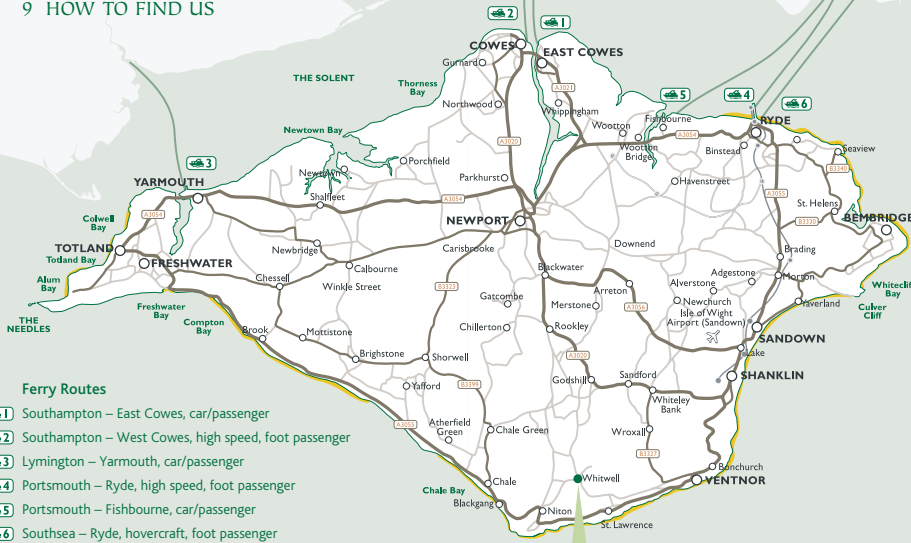 9 HOW TO FIND US
2
1
COWES
EAST COWES
Gurnard
THE SOLENT
Thorness
Bay
A3021
5
4
6
Northwood
Whippingham
Fishbourne
RYDE
Wootton
Newtown Bay
A3020
A3054
Wootton
Bridge
Binstead
Seaview
3
Porchfield
B3340
YARMOUTH
Newtown
Parkhurst
Havenstreet
A3055
Shalfleet
A3054
St. Helens
Colwell
Bay
A3054
NEWPORT
B3330
BEMBRIDGE
TOTLAND
Totland Bay
Newbridge
Carisbrooke
Downend
Brading
FRESHWATER
Calbourne
Blackwater
Adgestone
Morton
Alum
Bay
Chessell
Winkle Street
B3323
Arreton
Alverstone
Whitecliff
Bay
Gatcombe
Merstone
A3056
Newchurch
Yaverland
Culver
Cliff
THE
NEEDLES
Freshwater
Bay
Compton
Bay
Isle of Wight
Airport (Sandown)
Chillerton
Rookley
SANDOWN
Brook
Mottistone
Lake
Brighstone
Shorwell
A3020
SHANKLIN
Yafford
B3399
Godshill
Sandford
Whiteley
Bank
A3055
Atherfield
Green
Chale Green
Wroxall
B3327
Bonchurch
Chale Bay
Chale
Whitwell
VENTNOR
Blackgang
Niton
St. Lawrence
Ferry Routes
1 Southampton – East Cowes, car/passenger
2 Southampton – West Cowes, high speed, foot passenger
3 Lymington – Yarmouth, car/passenger
4 Portsmouth – Ryde, high speed, foot passenger
5 Portsmouth – Fishbourne, car/passenger
6 Southsea – Ryde, hovercraft, foot passenger